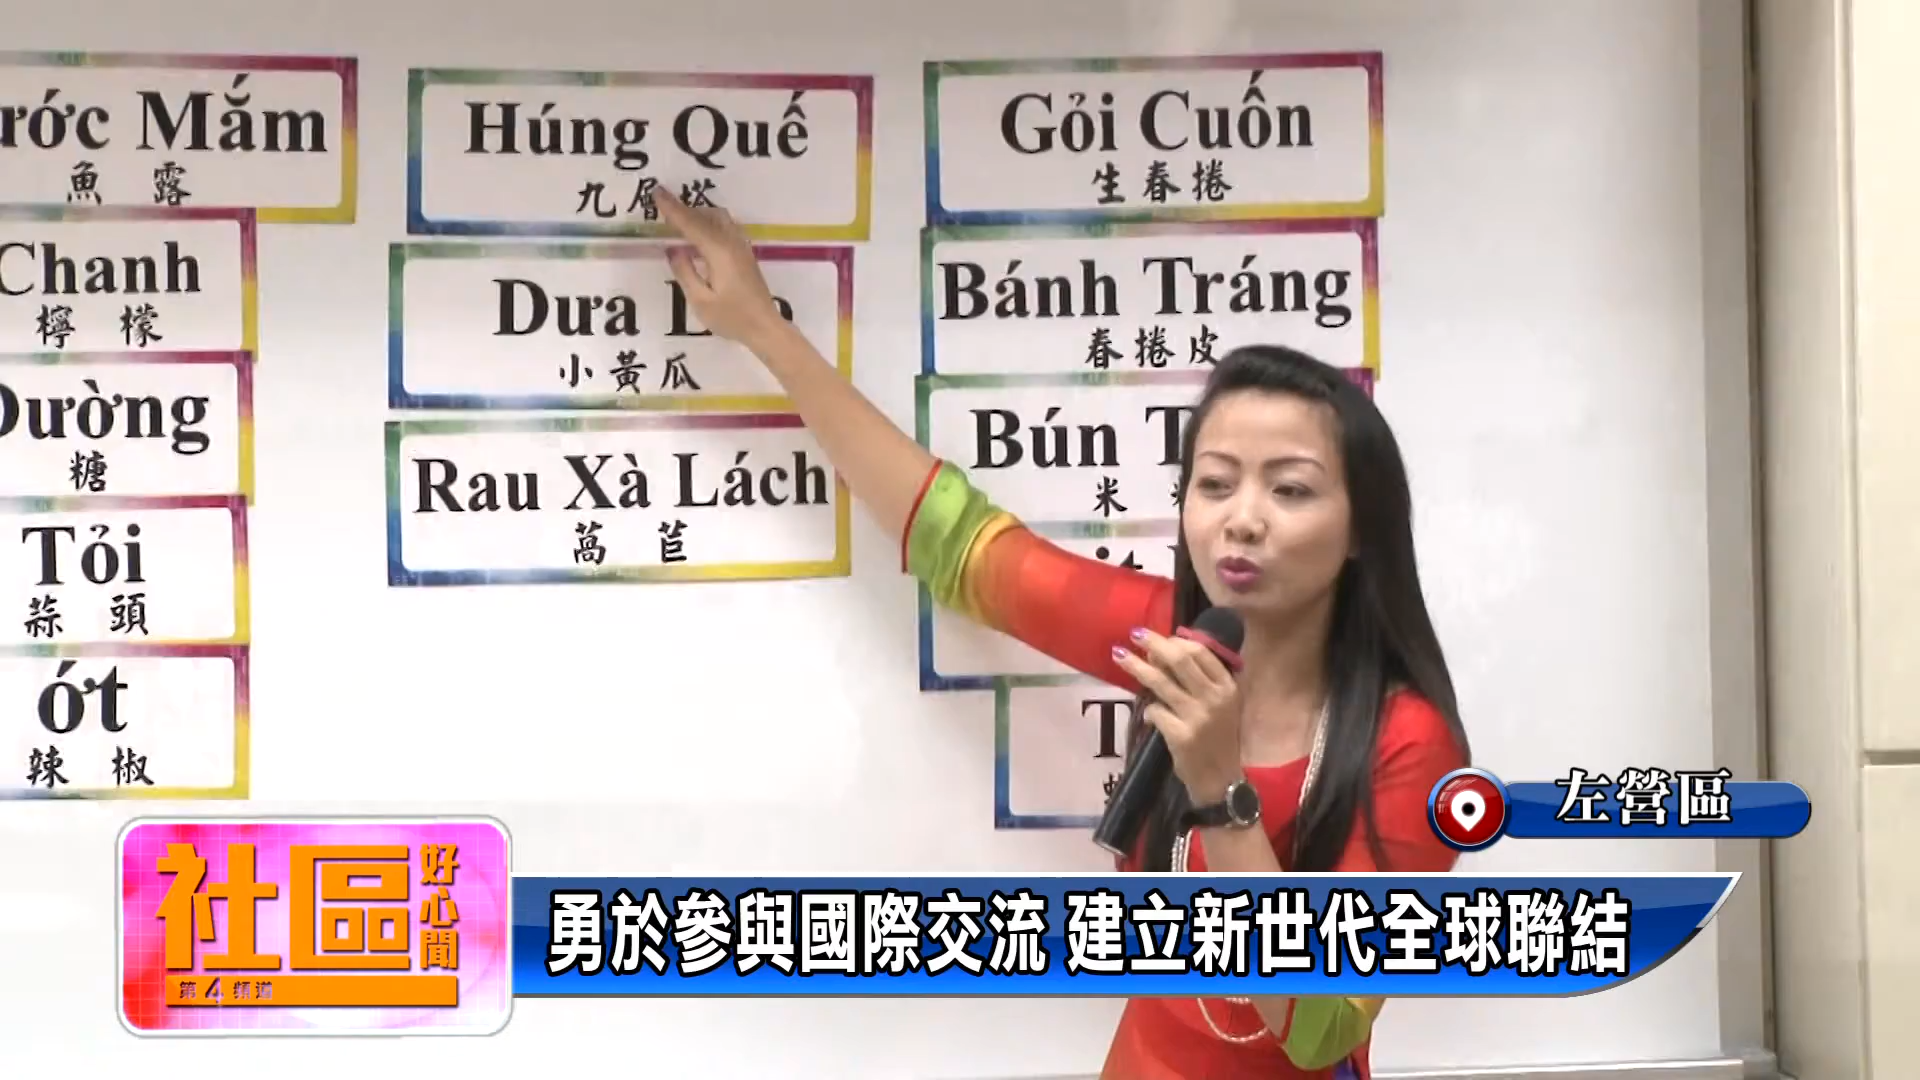 ước Mắm
魚 露
Chanh
檸 檬
Đường
糖
Tỏi
蒜 頭
ớt
辣 椒
Húng Quế
九層塔
Dưa L o
小黃瓜
Rau Xà Lách
萵 苣
Gỏi Cuốn
生春捲
Bánh Tráng
春捲皮
Bún T
米
T
左營區
社區
好心聞
第4頻道
勇於參與國際交流 建立新世代全球聯結